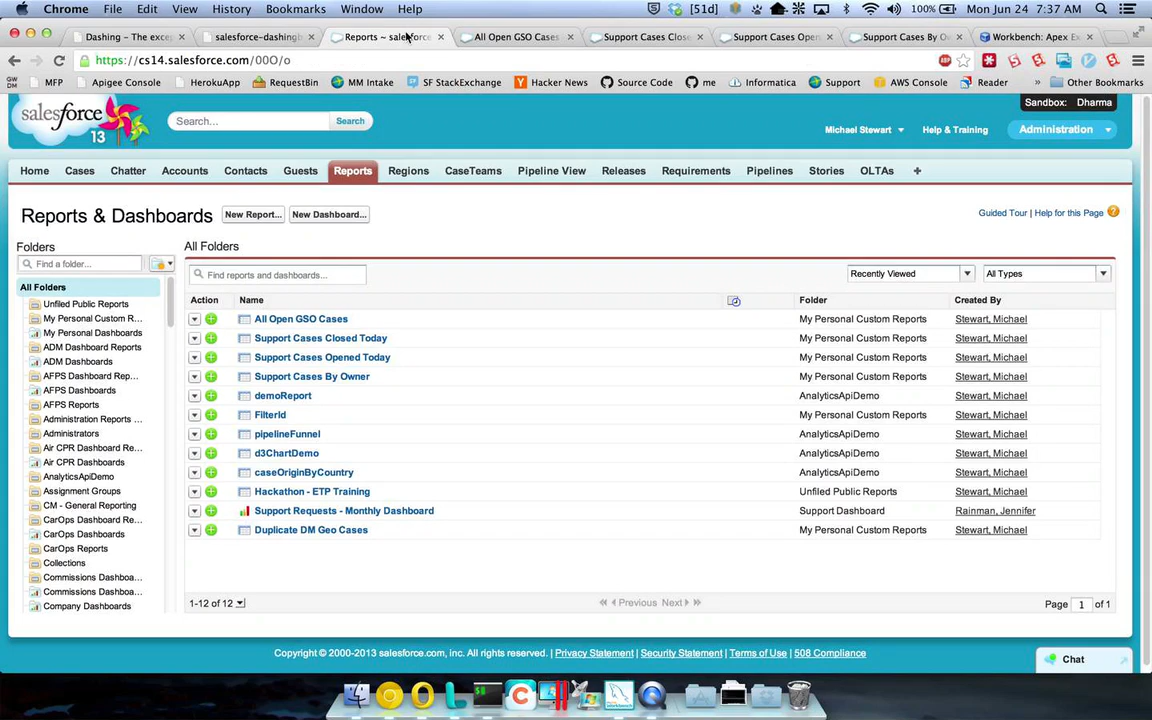 Chrome File Edit View History Bookmarks Window Help [51d] 100% Mon Jun 24 7:37 AM
Dashing – The exce salesforce-dashingb Reports ~ salesforce All Open GSO Cases Support Cases Close Support Cases Open Support Cases By Ow Workbench: Apex Ex
https://cs14.salesforce.com/00O/o
GW DM MFP Apigee Console HerokuApp RequestBin MM Intake SF StackExchange Hacker News Source Code me Informatica Support AWS Console Reader » Other Bookmarks
salesforce 13
Search... Search
Sandbox: Dharma
Michael Stewart Help & Training Administration
Home Cases Chatter Accounts Contacts Guests Reports Regions CaseTeams Pipeline View Releases Requirements Pipelines Stories OLTAs +
Reports & Dashboards New Report... New Dashboard...
Guided Tour | Help for this Page
Folders
Find a folder...
All Folders
Unfiled Public Reports
My Personal Custom R...
My Personal Dashboards
ADM Dashboard Reports
ADM Dashboards
AFPS Dashboard Rep...
AFPS Dashboards
AFPS Reports
Administration Reports ...
Administrators
Air CPR Dashboard Re...
Air CPR Dashboards
AnalyticsApiDemo
Assignment Groups
CM - General Reporting
CarOps Dashboard Re...
CarOps Dashboards
CarOps Reports
Collections
Commissions Dashboa...
Commissions Dashboa...
Company Dashboards
All Folders
Find reports and dashboards... Recently Viewed All Types
Action Name Folder Created By
All Open GSO Cases My Personal Custom Reports Stewart, Michael
Support Cases Closed Today My Personal Custom Reports Stewart, Michael
Support Cases Opened Today My Personal Custom Reports Stewart, Michael
Support Cases By Owner My Personal Custom Reports Stewart, Michael
demoReport AnalyticsApiDemo Stewart, Michael
FilterId My Personal Custom Reports Stewart, Michael
pipelineFunnel AnalyticsApiDemo Stewart, Michael
d3ChartDemo AnalyticsApiDemo Stewart, Michael
caseOriginByCountry AnalyticsApiDemo Stewart, Michael
Hackathon - ETP Training Unfiled Public Reports Stewart, Michael
Support Requests - Monthly Dashboard Support Dashboard Rainman, Jennifer
Duplicate DM Geo Cases My Personal Custom Reports Stewart, Michael
1-12 of 12 Previous Next Page 1 of 1
Copyright © 2000-2013 salesforce.com, inc. All rights reserved. | Privacy Statement | Security Statement | Terms of Use | 508 Compliance
Chat